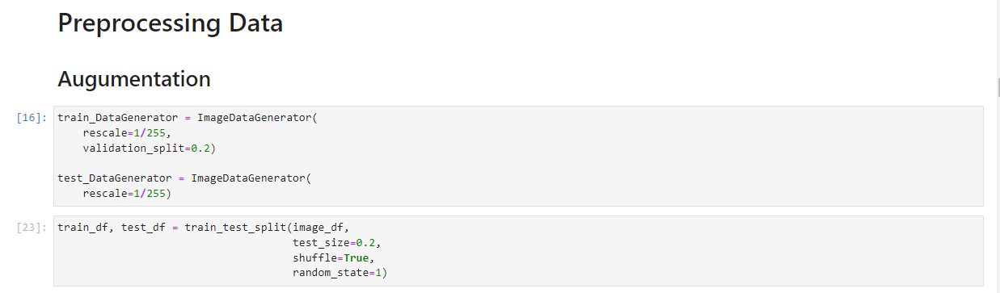 Preprocessing Data
Augumentation
[16]:
train_DataGenerator = ImageDataGenerator(
    rescale=1/255,
    validation_split=0.2)
test_DataGenerator = ImageDataGenerator(
    rescale=1/255)
[23]:
train_df, test_df = train_test_split(image_df,
                                     test_size=0.2,
                                     shuffle=True,
                                     random_state=1)